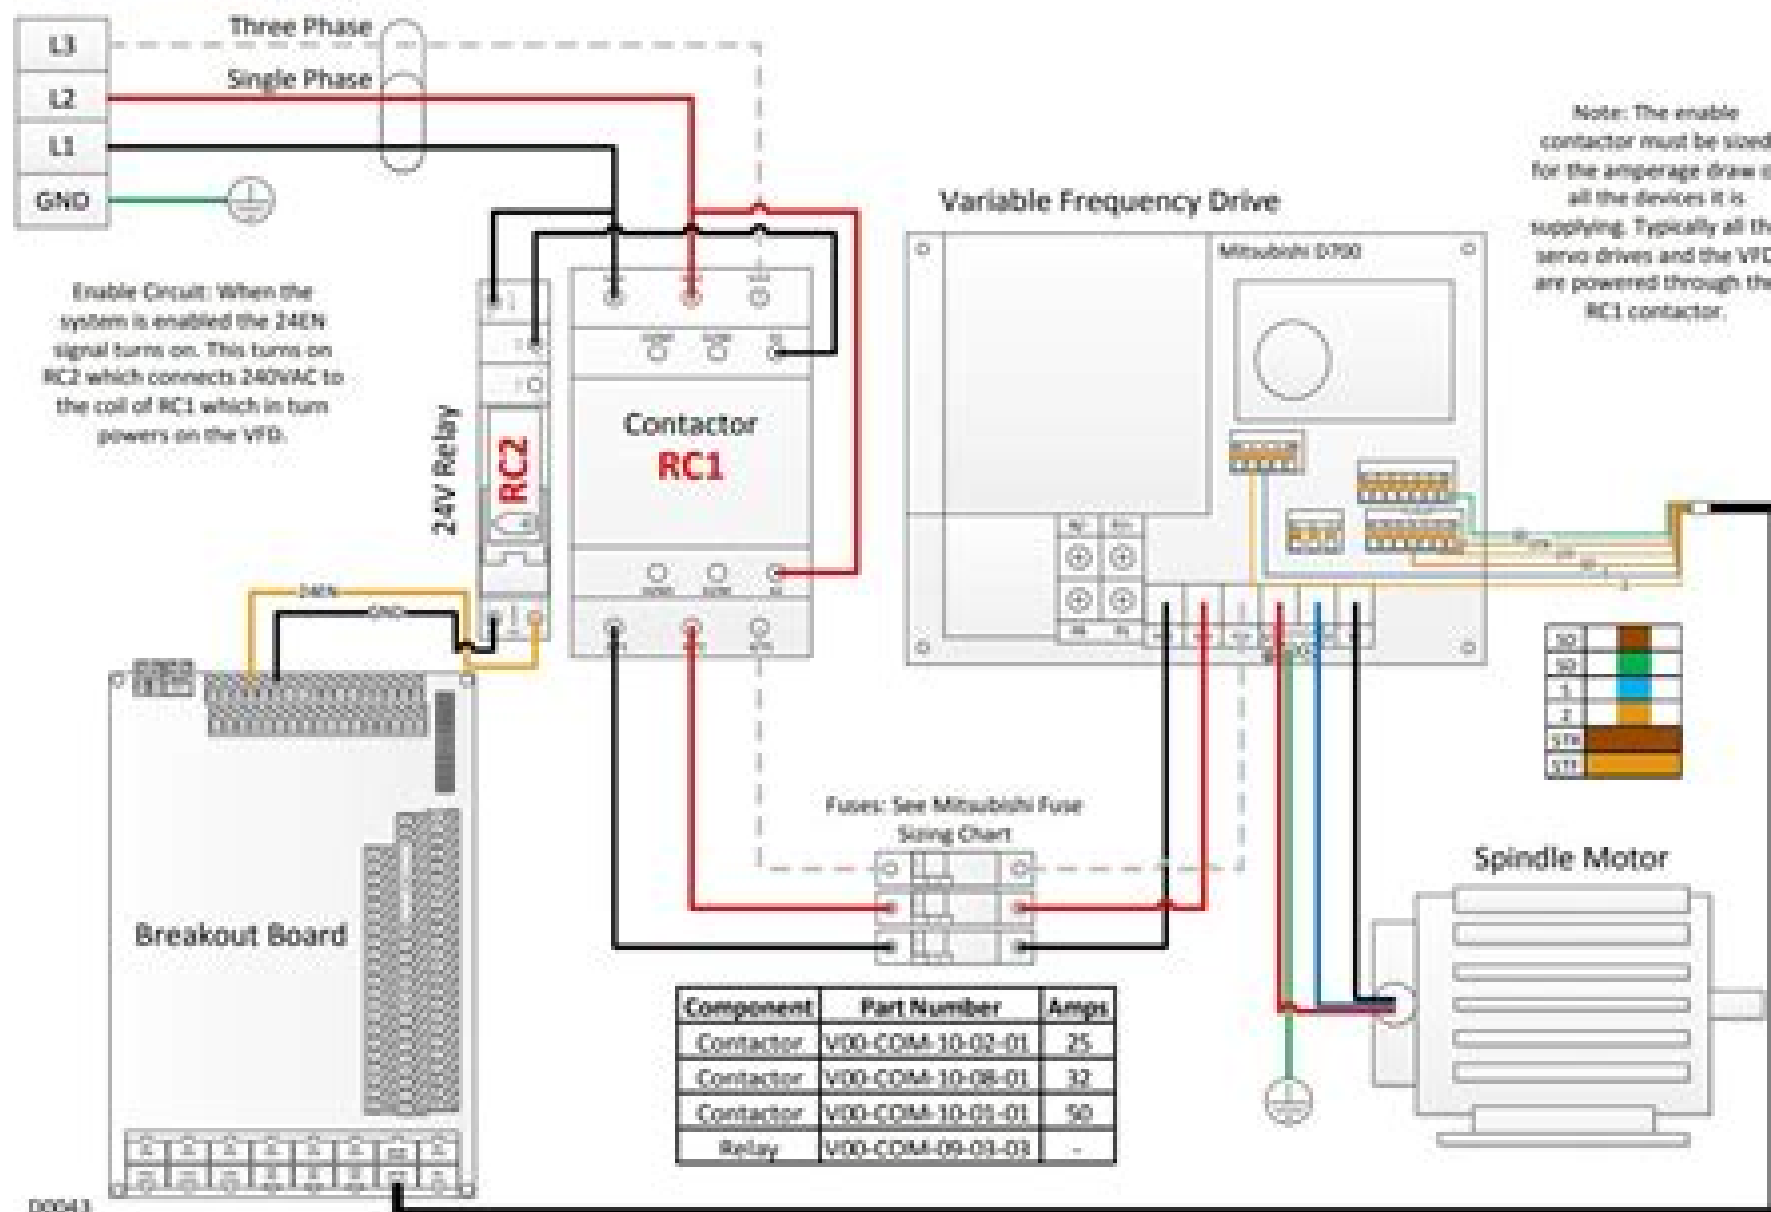 L3
L2
L1
GND
Three Phase
Single Phase
Enable Circuit: When the
system is enabled the 24EN
signal turns on. This turns on
RC2 which connects 240VAC to
the coil of RC1 which in turn
powers on the VFD.
24V Relay
RC2
Contactor
RC1
Variable Frequency Drive
Mitsubishi D700
Note: The enable
contactor must be sized
for the amperage draw
all the devices it is
supplying. Typically all
servo drives and the VFD
are powered through
RC1 contactor.
24EN
GND
Breakout Board
Fuses: See Mitsubishi Fuse
Sizing Chart
SD
SD
5
2
STR
STF
Spindle Motor
Component Part Number Amps
Contactor V00-COM-10-02-01 25
Contactor V00-COM-10-08-01 32
Contactor V00-COM-10-01-01 50
Relay V00-COM-09-03-03 -
D0043